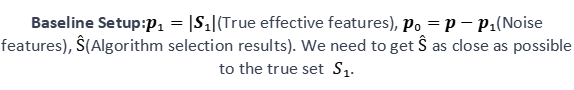 Baseline Setup:p₁ = |S₁|(True effective features), p₀ = p − p₁(Noise
features), Ŝ(Algorithm selection results). We need to get Ŝ as close as possible
to the true set S₁.